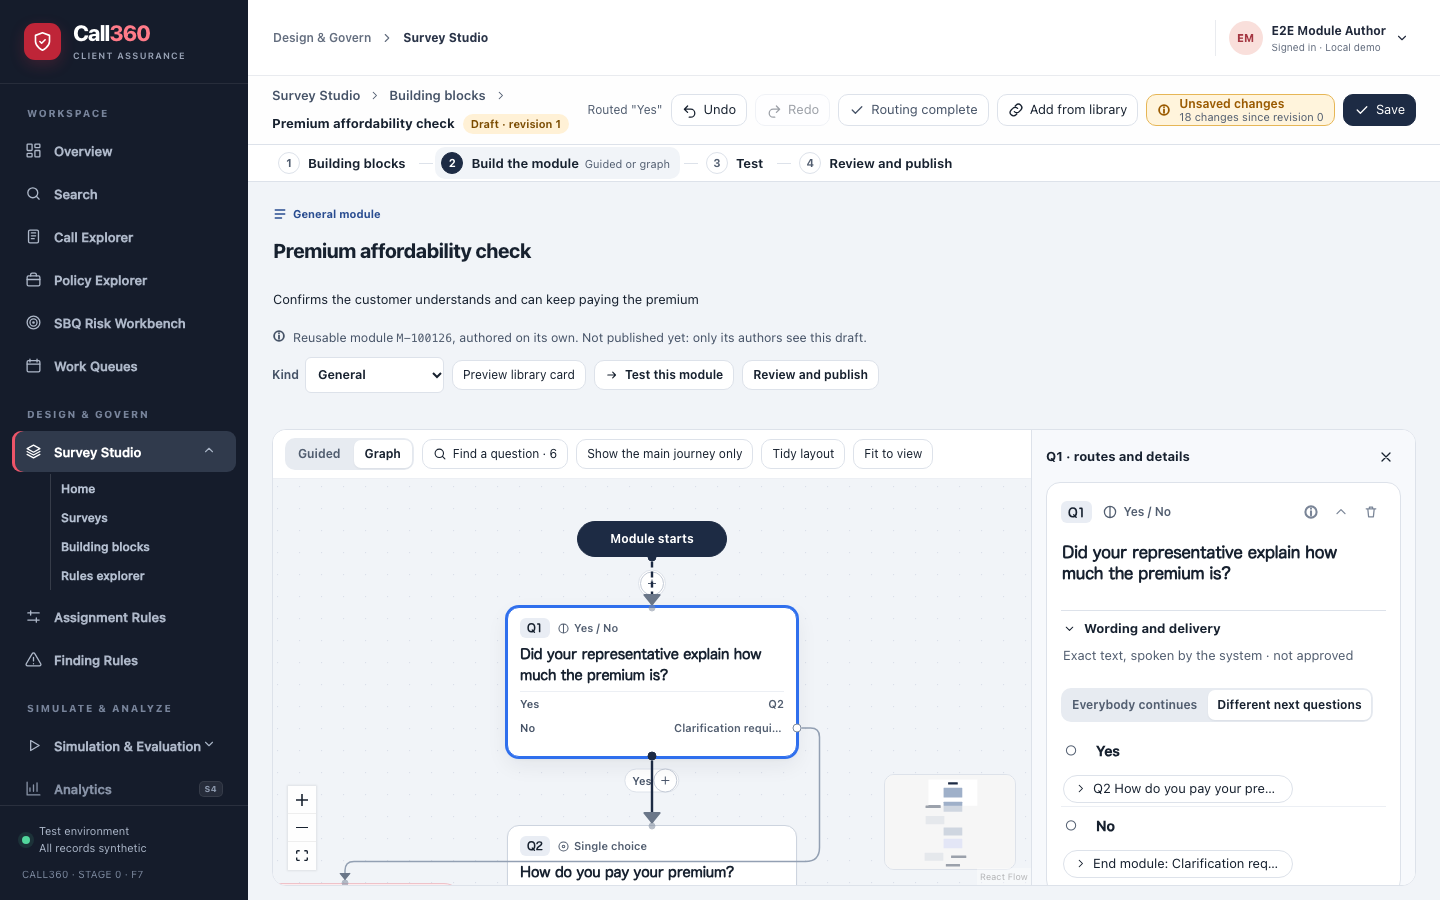 Call360
CLIENT ASSURANCE
WORKSPACE
Overview
Search
Call Explorer
Policy Explorer
SBQ Risk Workbench
Work Queues
DESIGN & GOVERN
Survey Studio
Home
Surveys
Building blocks
Rules explorer
Assignment Rules
Finding Rules
SIMULATE & ANALYZE
Simulation & Evaluation
Analytics S4
Test environment
All records synthetic
CALL360 · STAGE 0 · F7
Design & Govern > Survey Studio
EM
E2E Module Author
Signed in · Local demo
Survey Studio > Building blocks >
Premium affordability check Draft · revision 1
Routed "Yes" Undo Redo Routing complete Add from library
Unsaved changes
18 changes since revision 0
Save
1 Building blocks 2 Build the module Guided or graph 3 Test 4 Review and publish
General module
Premium affordability check
Confirms the customer understands and can keep paying the premium
Reusable module M-100126, authored on its own. Not published yet: only its authors see this draft.
Kind General Preview library card Test this module Review and publish
Guided Graph Find a question · 6 Show the main journey only Tidy layout Fit to view
Module starts
Q1 Yes / No
Did your representative explain how
much the premium is?
Yes Q2
No Clarification requi...
Yes
Q2 Single choice
How do you pay your premium?
React Flow
Q1 · routes and details
Q1 Yes / No
Did your representative explain how
much the premium is?
Wording and delivery
Exact text, spoken by the system · not approved
Everybody continues Different next questions
Yes
Q2 How do you pay your pre...
No
End module: Clarification req...